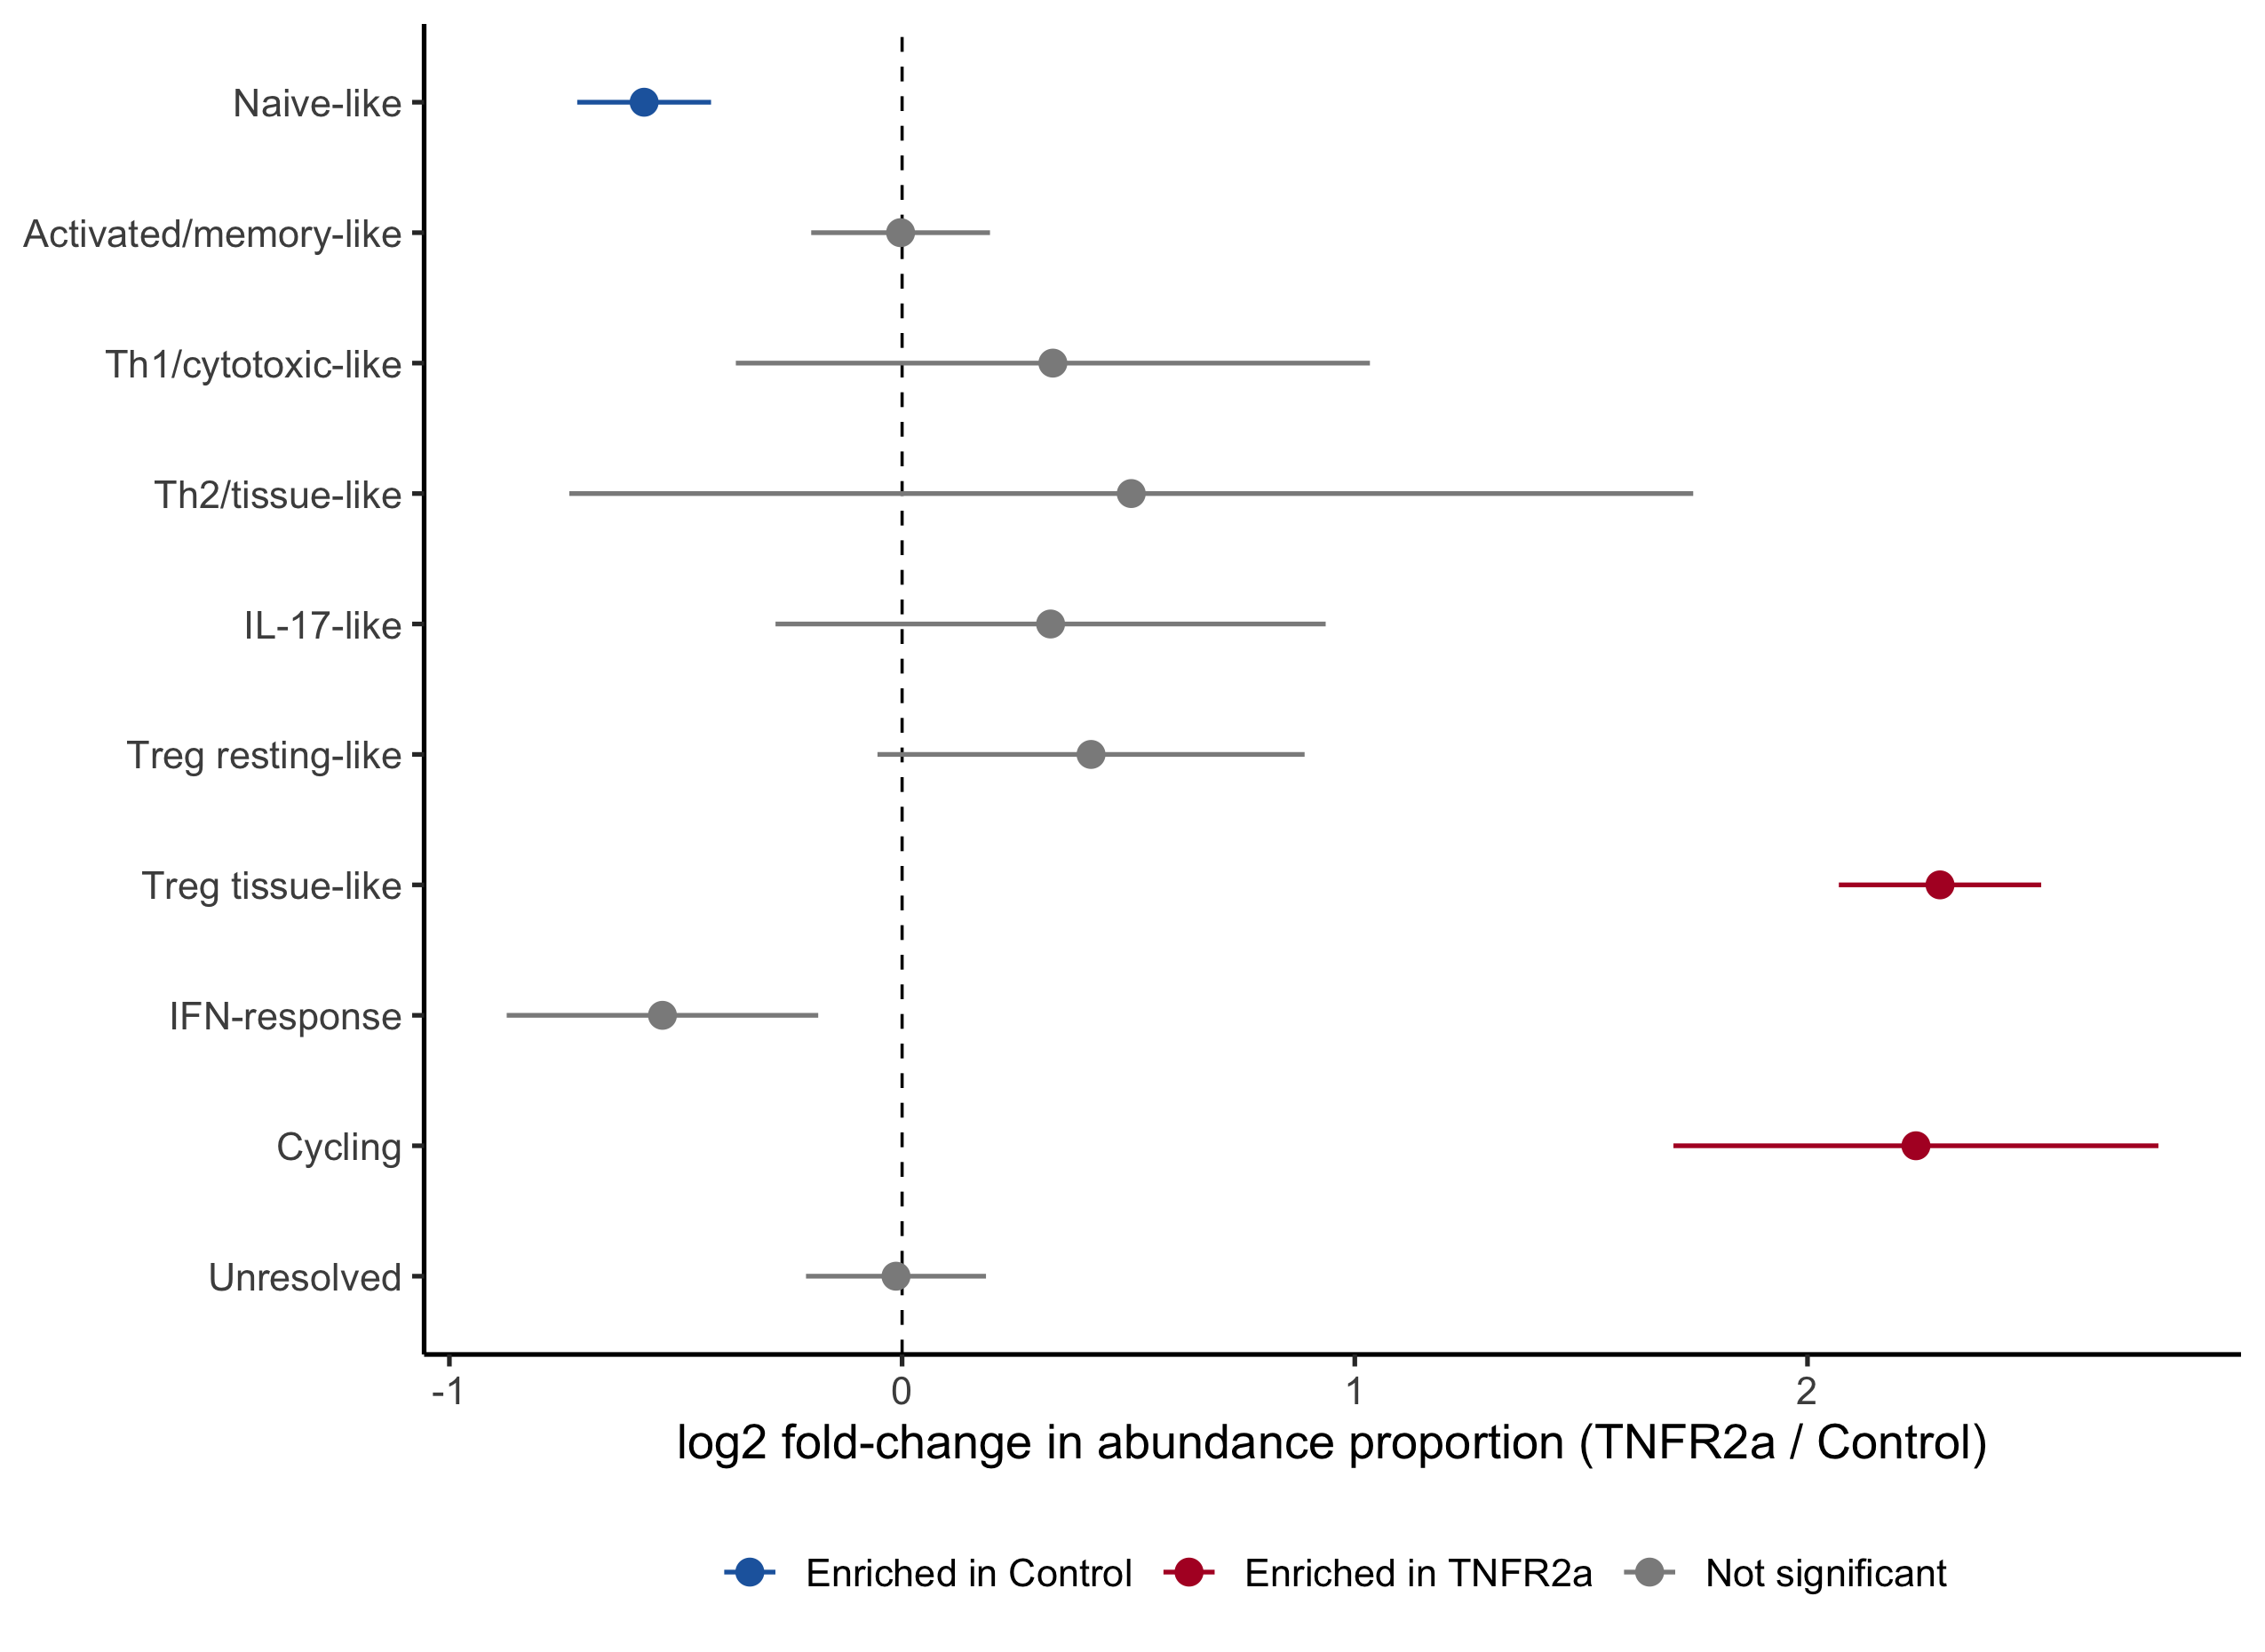 Naive-like
Activated/memory-like
Th1/cytotoxic-like
Th2/tissue-like
IL-17-like
Treg resting-like
Treg tissue-like
IFN-response
Cycling
Unresolved
-1 0 1 2
log2 fold-change in abundance proportion (TNFR2a / Control)
Enriched in Control Enriched in TNFR2a Not significant